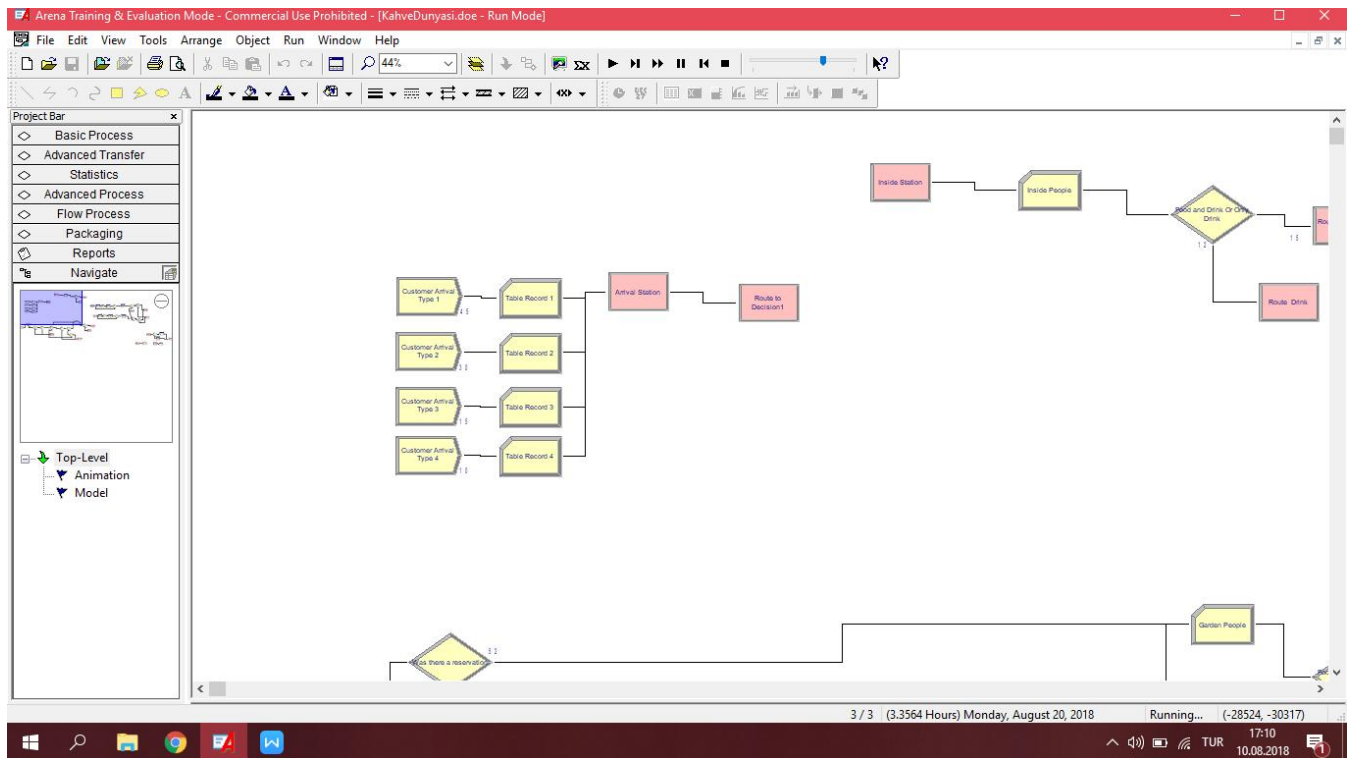 Arena Training & Evaluation Mode - Commercial Use Prohibited - [KahveDunyasi.doe - Run Mode]
File Edit View Tools Arrange Object Run Window Help
44%
Project Bar
Basic Process
Advanced Transfer
Statistics
Advanced Process
Flow Process
Packaging
Reports
Navigate
Top-Level
Animation
Model
Inside Station
Inside People
Food and Drink Or Only
Drink
Route Drink
Customer Arrival
Type 1
Table Record 1
Arrival Station
Route to
Decision1
Customer Arrival
Type 2
Table Record 2
Customer Arrival
Type 3
Table Record 3
Customer Arrival
Type 4
Table Record 4
Garden People
Was there a reservation
3 / 3 (3.3564 Hours) Monday, August 20, 2018 Running... (-28524, -30317)
TUR
17:10
10.08.2018
1